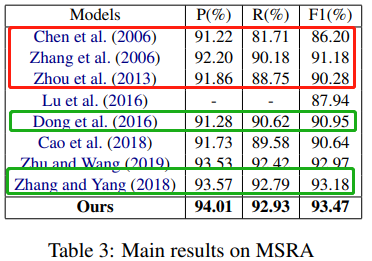 Models P(%) R(%) F1(%)
Chen et al. (2006) 91.22 81.71 86.20
Zhang et al. (2006) 92.20 90.18 91.18
Zhou et al. (2013) 91.86 88.75 90.28
Lu et al. (2016) - - 87.94
Dong et al. (2016) 91.28 90.62 90.95
Cao et al. (2018) 91.73 89.58 90.64
Zhu and Wang (2019) 93.53 92.42 92.97
Zhang and Yang (2018) 93.57 92.79 93.18
Ours 94.01 92.93 93.47
Table 3: Main results on MSRA